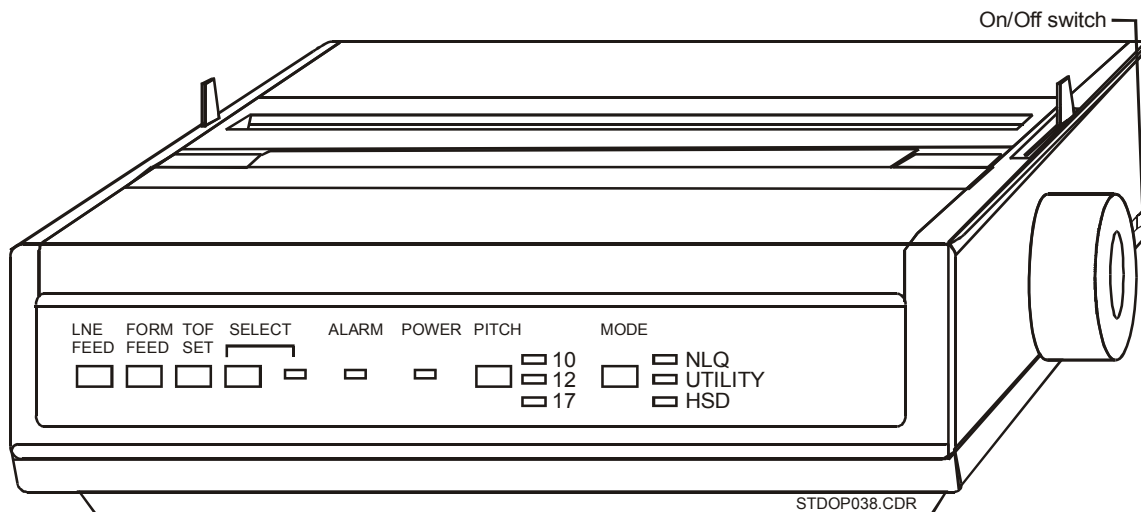 On/Off switch
LNE FEED
FORM FEED
TOF SET
SELECT
ALARM
POWER
PITCH
10
12
17
MODE
NLQ
UTILITY
HSD
STDOP038.CDR